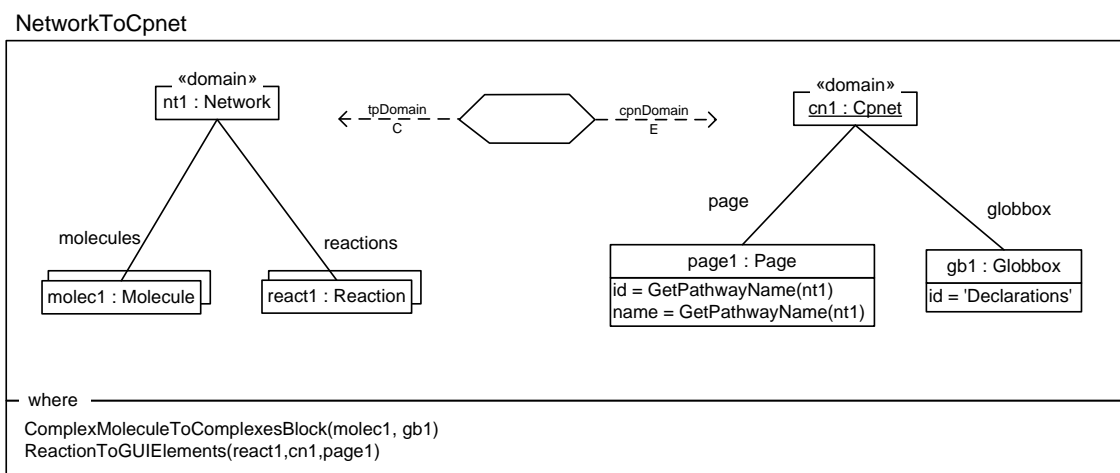 NetworkToCpnet
«domain»
nt1 : Network
tpDomain
C
cpnDomain
E
«domain»
cn1 : Cpnet
molecules
reactions
page
globbox
molec1 : Molecule
react1 : Reaction
page1 : Page
id = GetPathwayName(nt1)
name = GetPathwayName(nt1)
gb1 : Globbox
id = 'Declarations'
where
ComplexMoleculeToComplexesBlock(molec1, gb1)
ReactionToGUIElements(react1,cn1,page1)